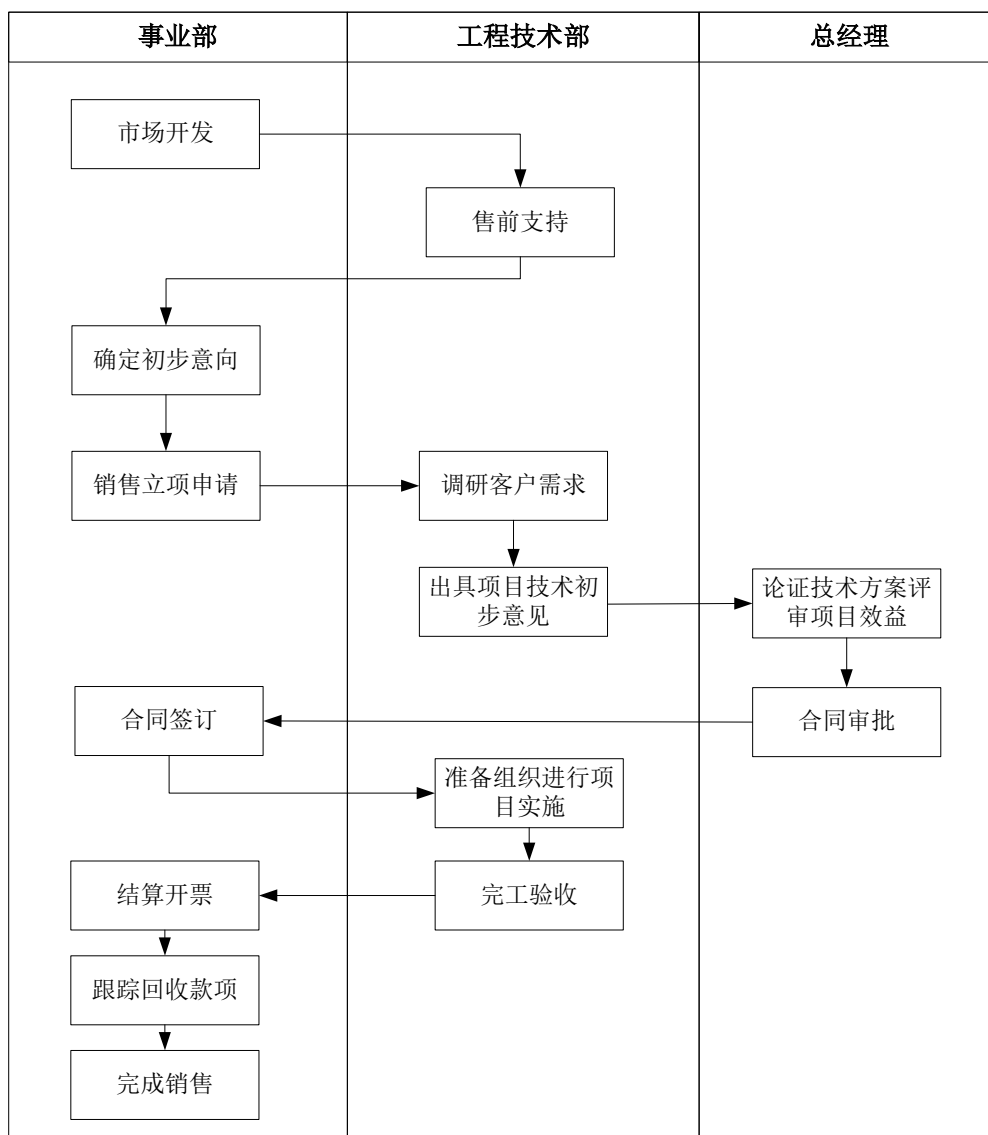 事业部
工程技术部
总经理
市场开发
售前支持
确定初步意向
销售立项申请
调研客户需求
出具项目技术初
步意见
论证技术方案评
审项目效益
合同审批
合同签订
准备组织进行项
目实施
完工验收
结算开票
跟踪回收款项
完成销售